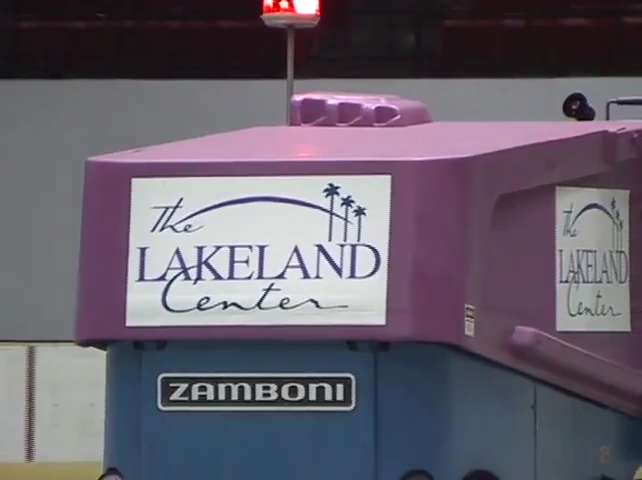 The
LAKELAND
Center
ZAMBONI
The
LAKELAND
Center